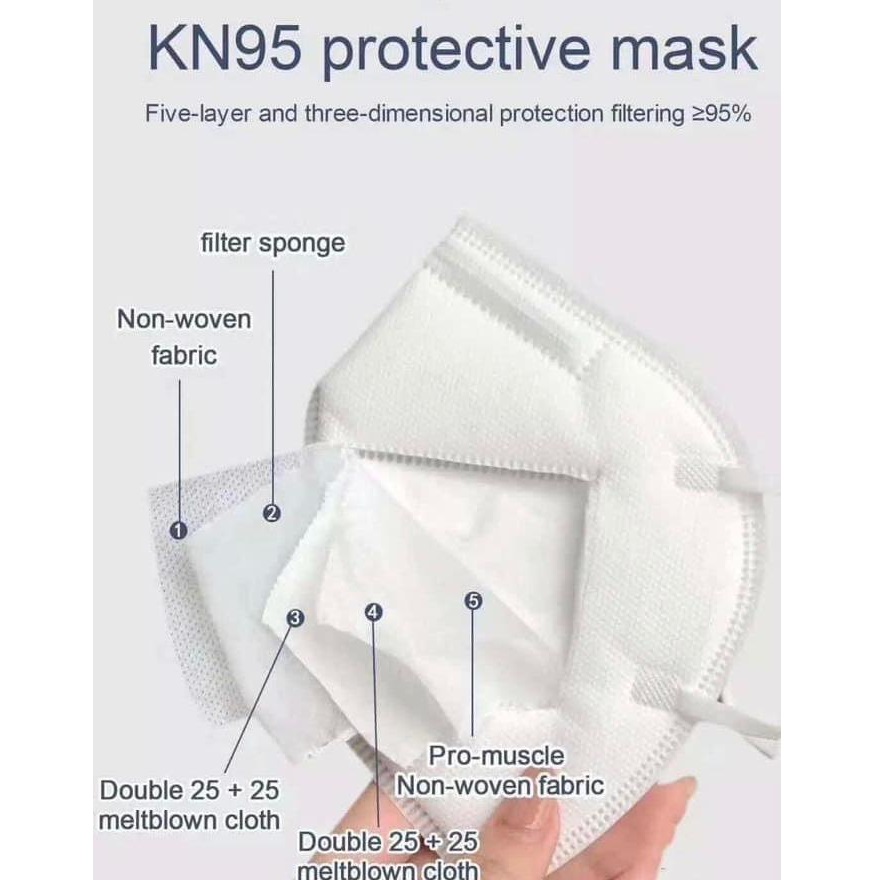 KN95 protective mask
Five-layer and three-dimensional protection filtering ≥95%
filter sponge
Non-woven
fabric
1
2
3
4
5
Pro-muscle
Non-woven fabric
Double 25 + 25
meltblown cloth
Double 25 + 25
meltblown cloth